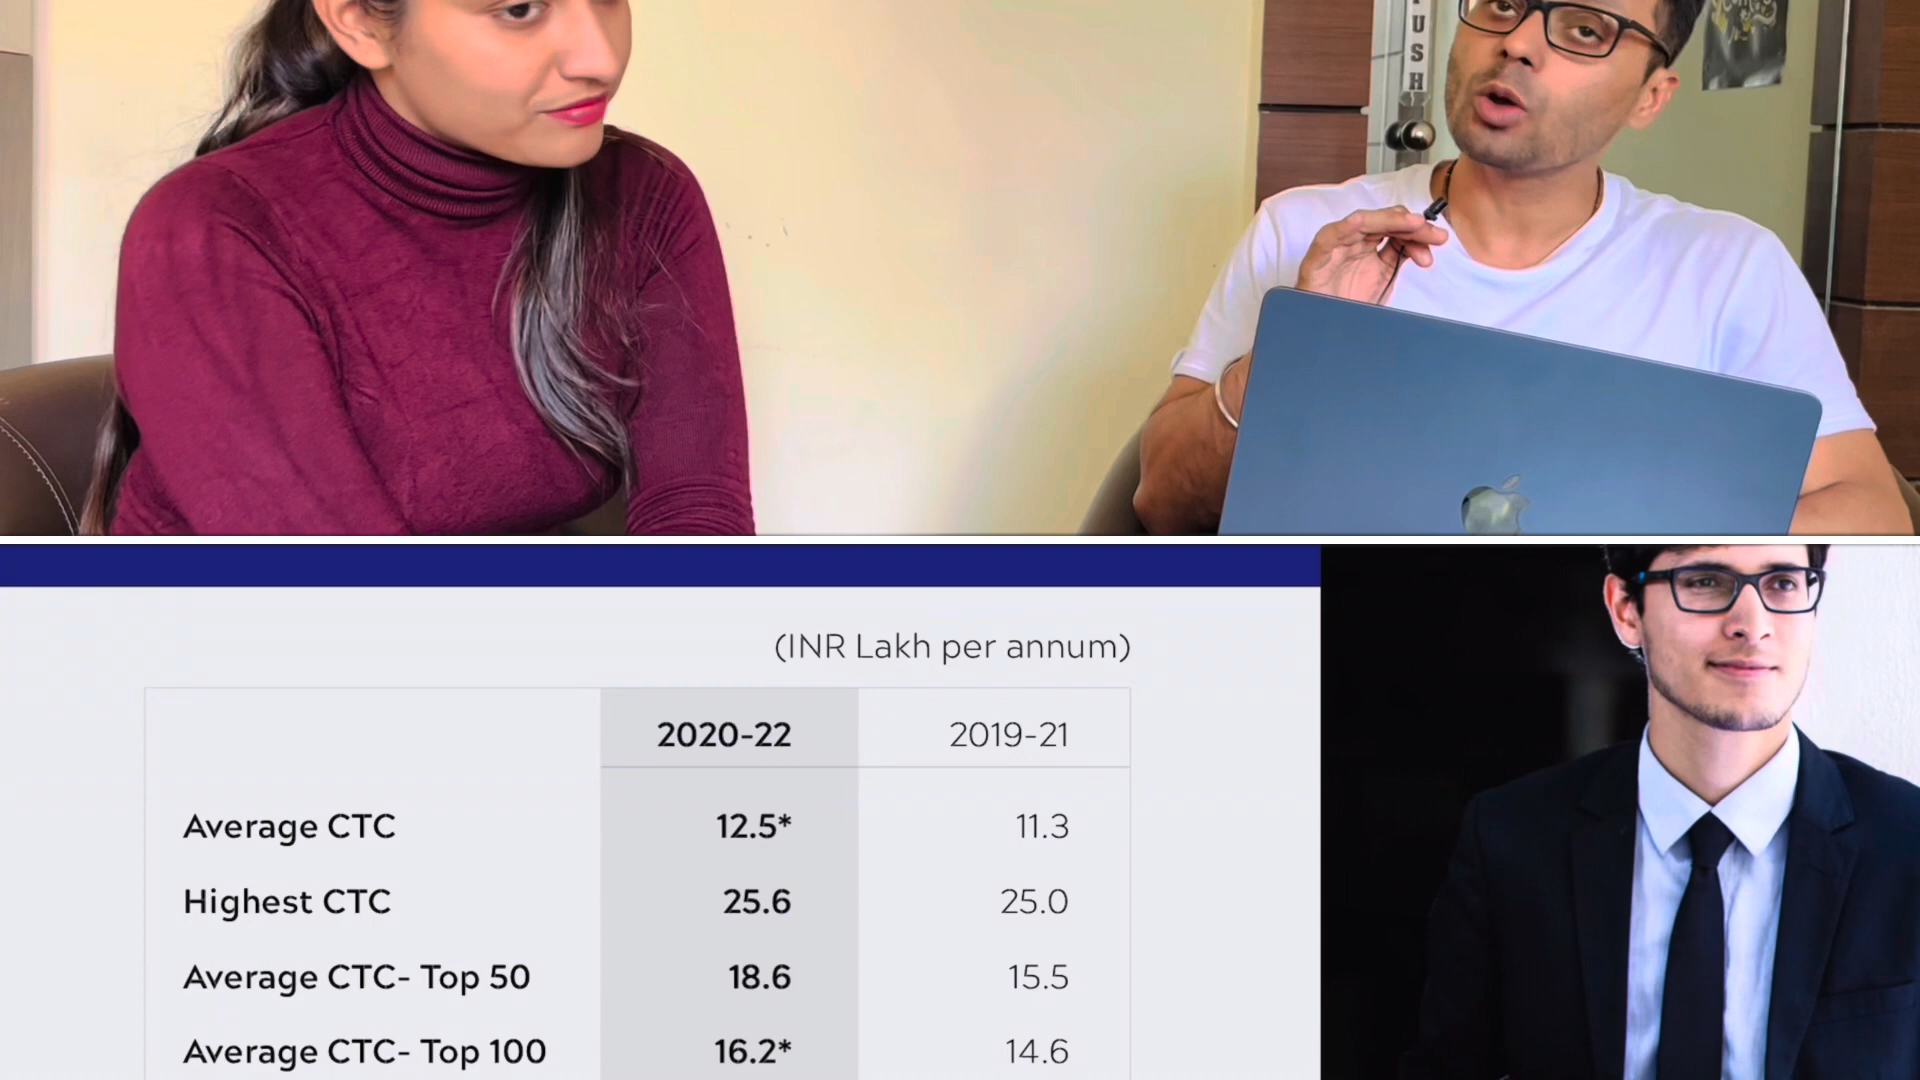 PUSH
(INR Lakh per annum)
2020-22 2019-21
Average CTC 12.5* 11.3
Highest CTC 25.6 25.0
Average CTC- Top 50 18.6 15.5
Average CTC- Top 100 16.2* 14.6